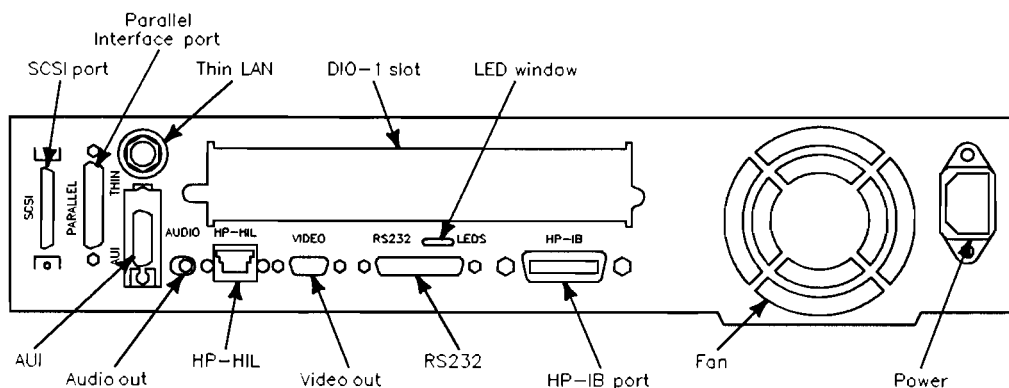 Parallel
Interface port
SCSI port
Thin LAN
DIO-1 slot
LED window
SCSI
PARALLEL
THIN
AUI
AUDIO
HP-HIL
VIDEO
RS232
LEDS
HP-IB
AUI
Audio out
HP-HIL
Video out
RS232
HP-IB port
Fan
Power